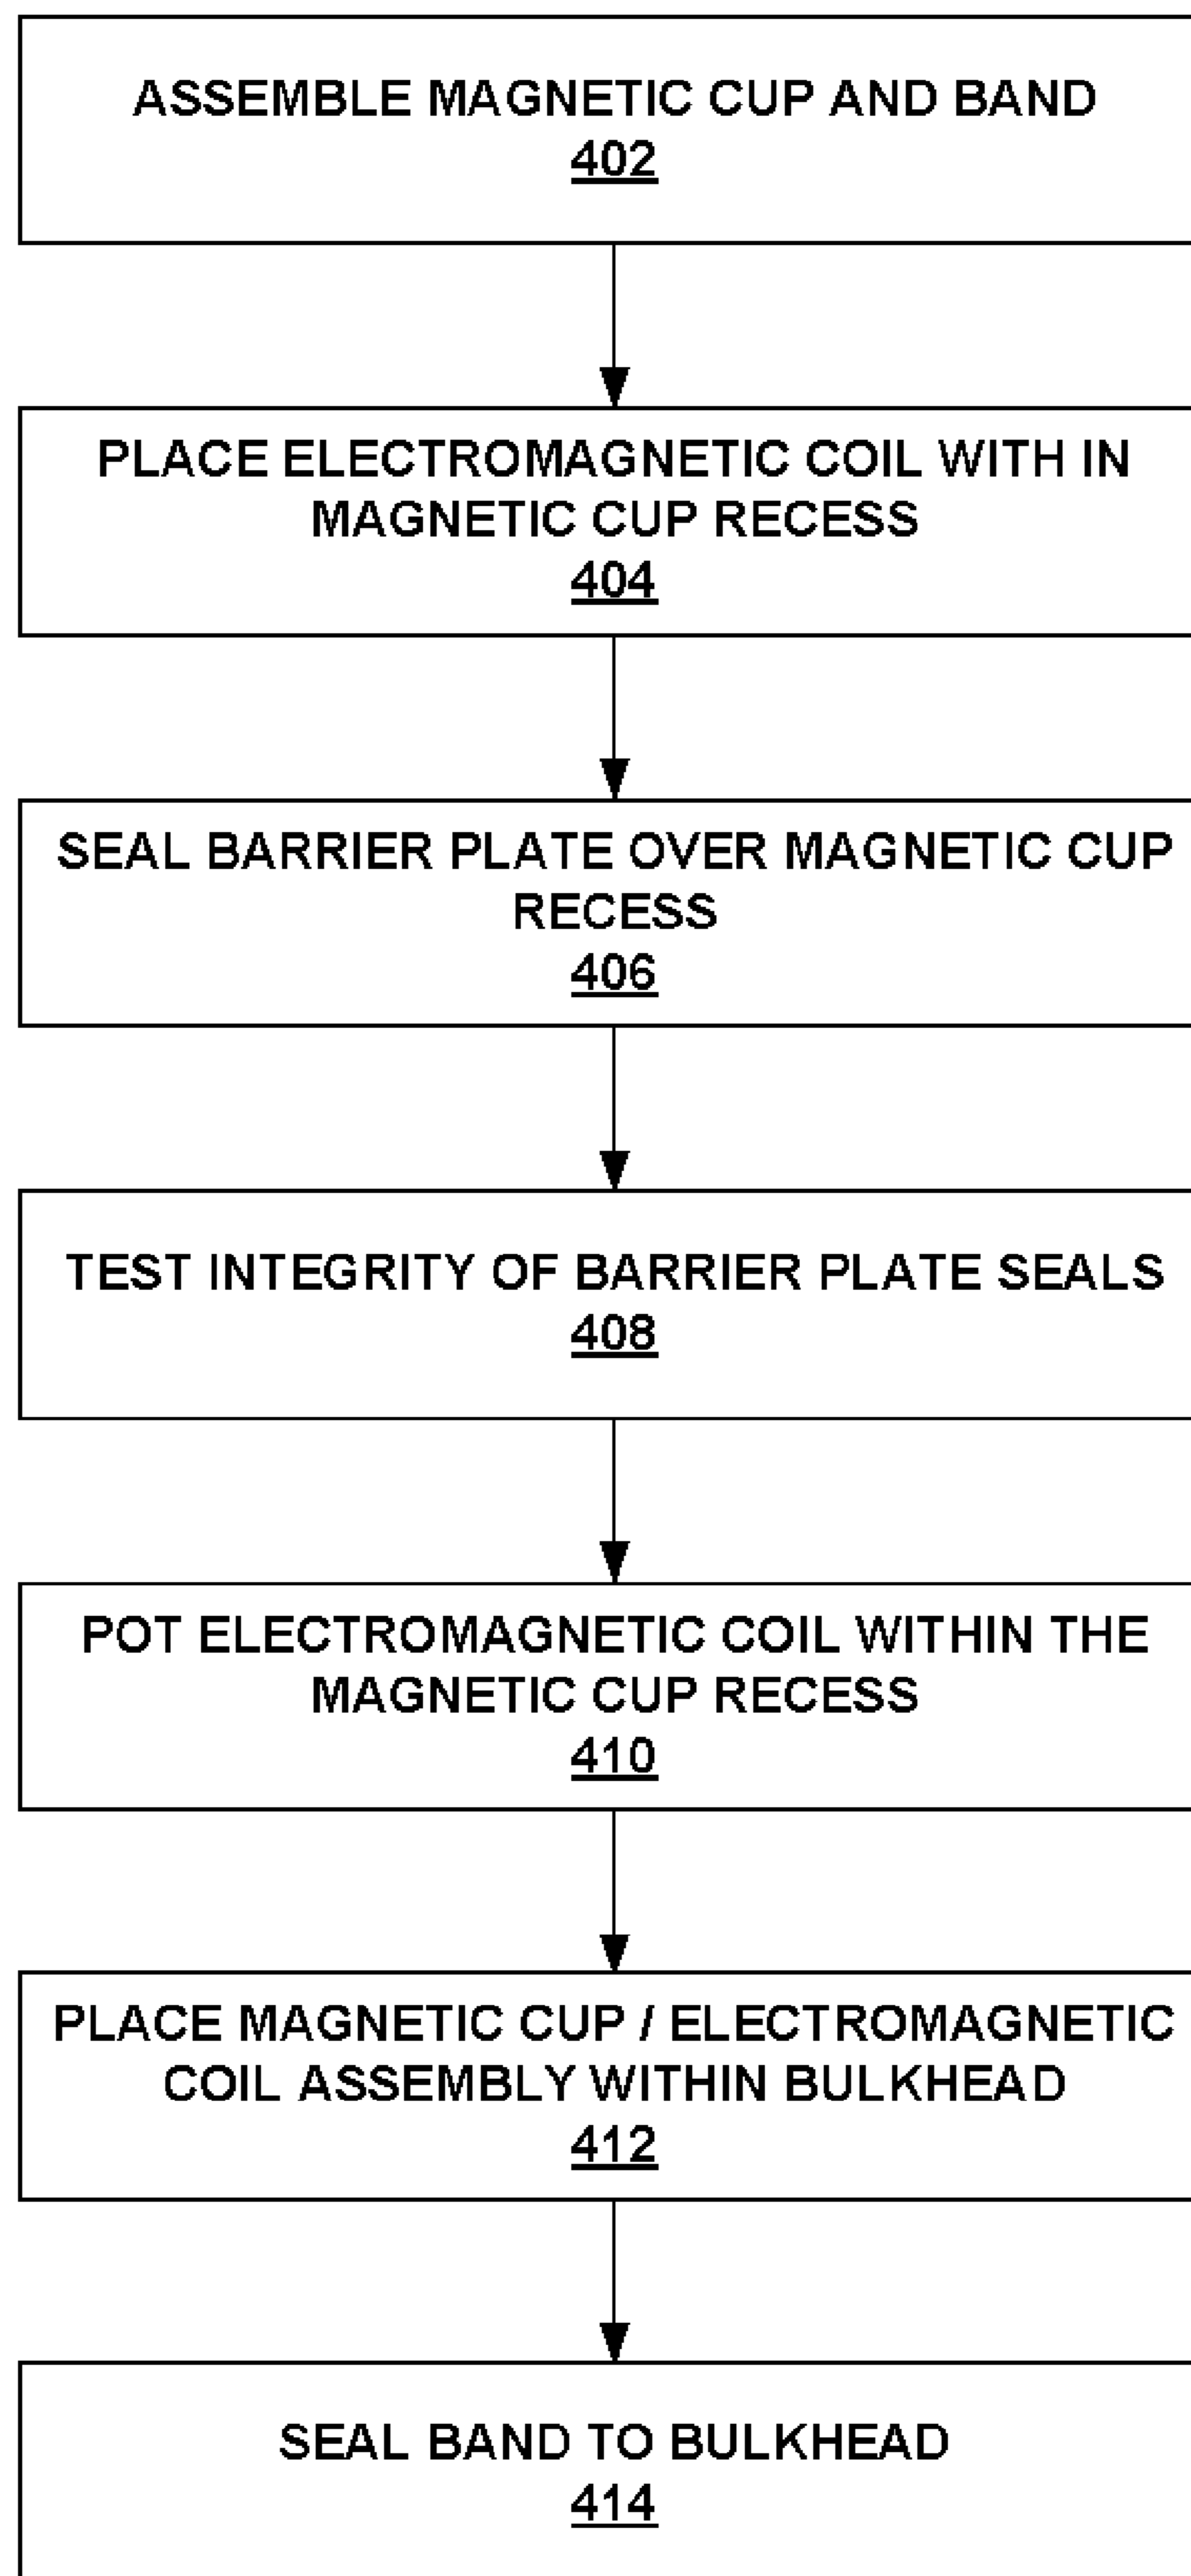 ASSEMBLE MAGNETIC CUP AND BAND
402
PLACE ELECTROMAGNETIC COIL WITH IN
MAGNETIC CUP RECESS
404
SEAL BARRIER PLATE OVER MAGNETIC CUP
RECESS
406
TEST INTEGRITY OF BARRIER PLATE SEALS
408
POT ELECTROMAGNETIC COIL WITHIN THE
MAGNETIC CUP RECESS
410
PLACE MAGNETIC CUP / ELECTROMAGNETIC
COIL ASSEMBLY WITHIN BULKHEAD
412
SEAL BAND TO BULKHEAD
414